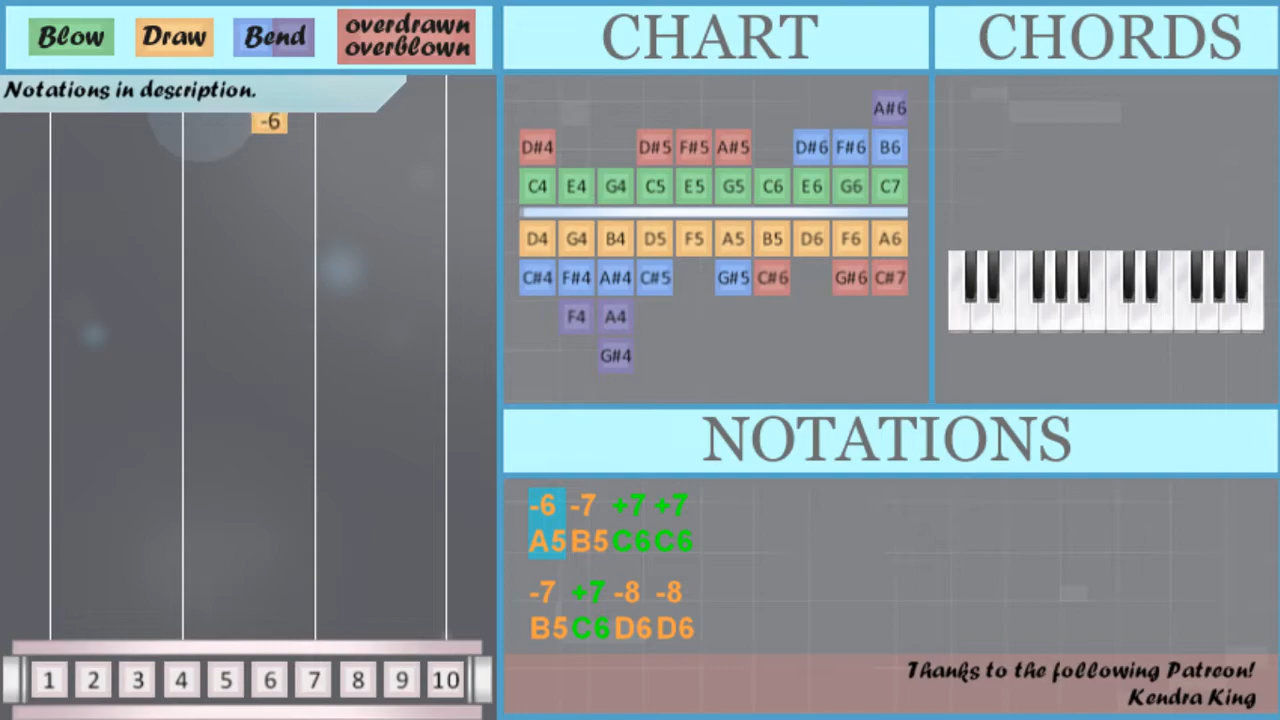 Blow Draw Bend overdrawn overblown
Notations in description.
-6
1 2 3 4 5 6 7 8 9 10
CHART
A#6
D#4 D#5 F#5 A#5 D#6 F#6 B6
C4 E4 G4 C5 E5 G5 C6 E6 G6 C7
D4 G4 B4 D5 F5 A5 B5 D6 F6 A6
C#4 F#4 A#4 C#5 G#5 C#6 G#6 C#7
F4 A4
G#4
CHORDS
NOTATIONS
-6 -7 +7 +7
A5 B5 C6 C6
-7 +7 -8 -8
B5 C6 D6 D6
Thanks to the following Patreon!
Kendra King